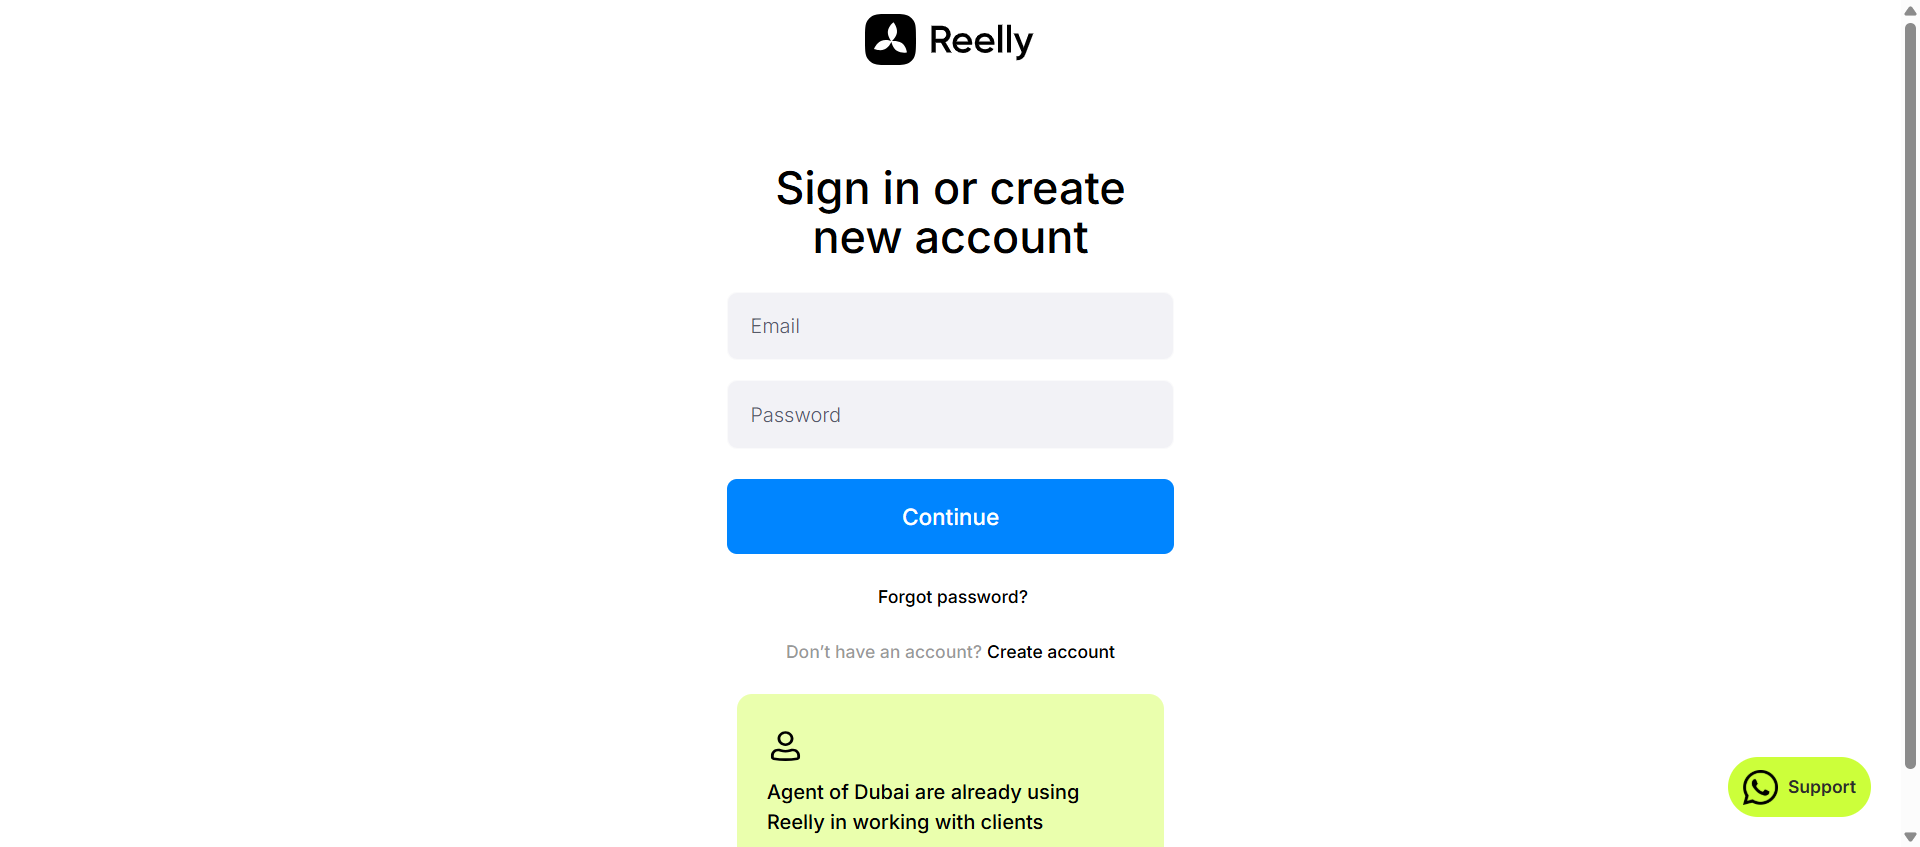 Reelly
Sign in or create
new account
Email
Password
Continue
Forgot password?
Don’t have an account? Create account
Agent of Dubai are already using
Reelly in working with clients
Support